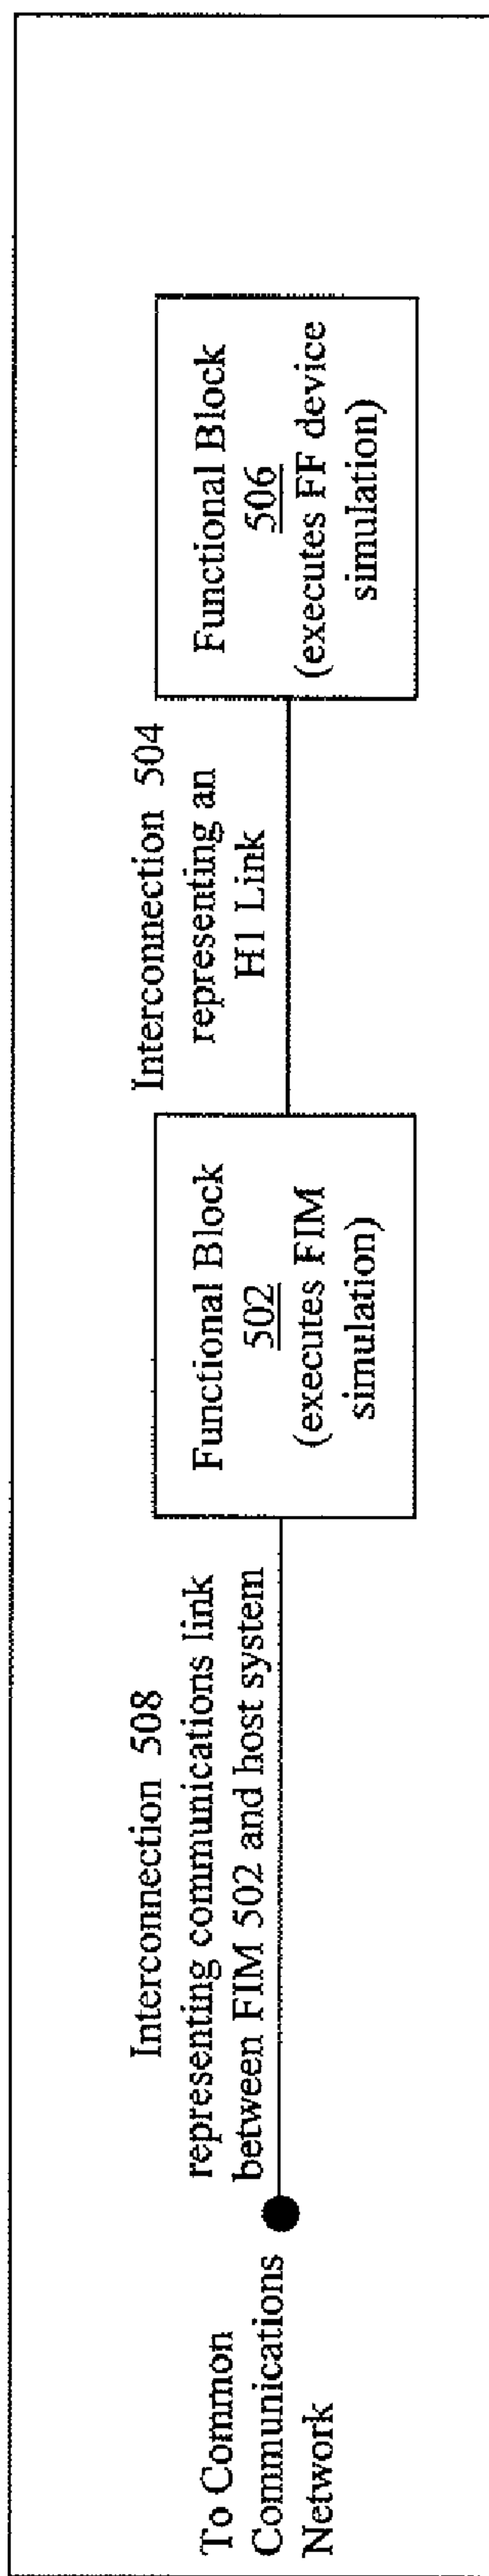 To Common
Communications
Network
Interconnection 508
representing communications link
between FIM 502 and host system
Functional Block
502
(executes FIM
simulation)
Interconnection 504
representing an
H1 Link
Functional Block
506
(executes FF device
simulation)